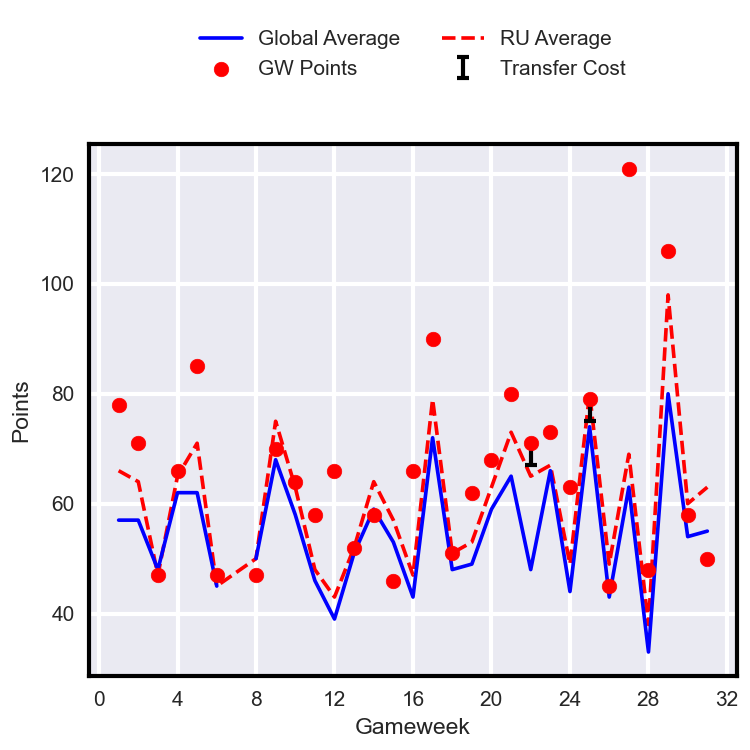 Global Average RU Average
GW Points Transfer Cost
120
100
80
60
40
Points
0 4 8 12 16 20 24 28 32
Gameweek